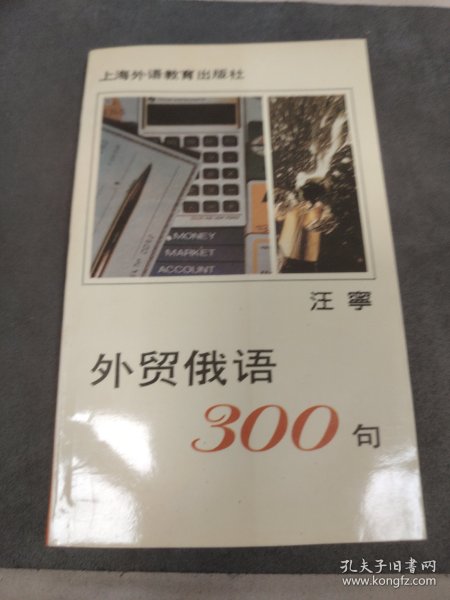 上海外语教育出版社
MONEY
MARKET
ACCOUNT
汪寧
外贸俄语
300句
孔夫子旧书网
www.kongfz.com